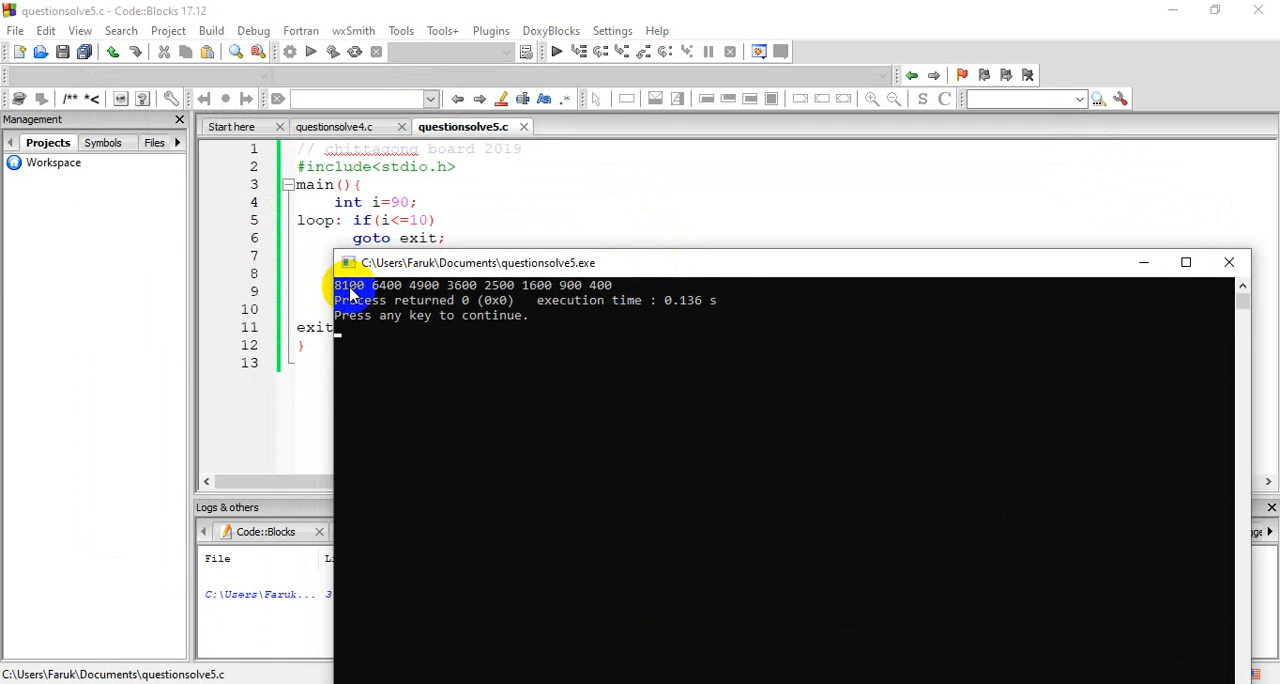 questionsolve5.c - Code::Blocks 17.12
File Edit View Search Project Build Debug Fortran wxSmith Tools Tools+ Plugins DoxyBlocks Settings Help
/** *< S C
Management
Projects Symbols Files
Workspace
Start here questionsolve4.c questionsolve5.c
1 // chittagong board 2019
2 #include<stdio.h>
3 main(){
4 int i=90;
5 loop: if(i<=10)
6 goto exit;
7
8
9
10
11 exit
12 }
13
C:\Users\Faruk\Documents\questionsolve5.exe
8100 6400 4900 3600 2500 1600 900 400
Process returned 0 (0x0) execution time : 0.136 s
Press any key to continue.
Logs & others
Code::Blocks
File
C:\Users\Faruk... 3
C:\Users\Faruk\Documents\questionsolve5.c